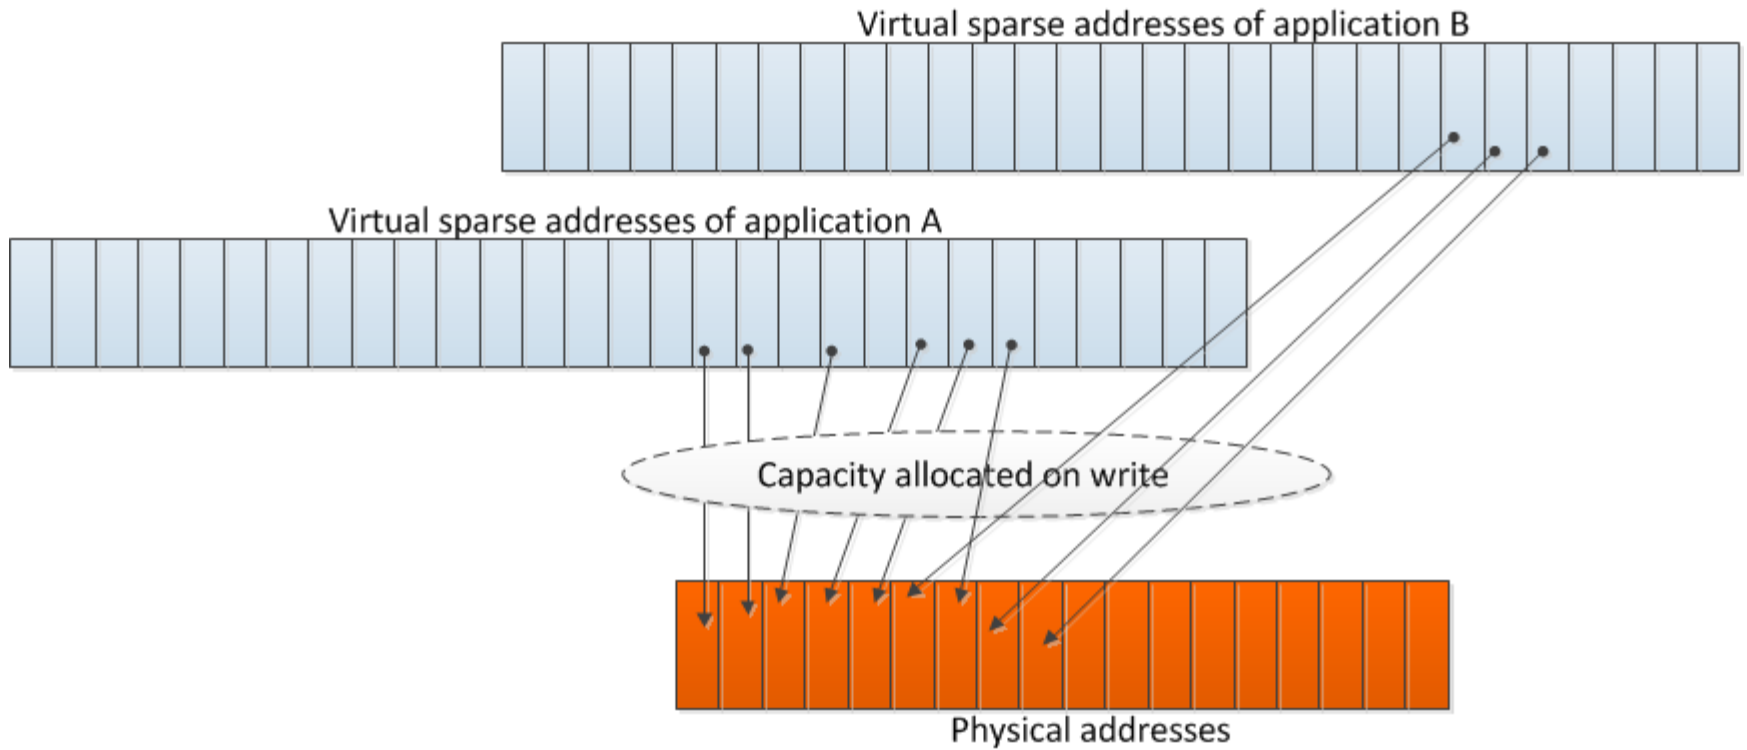 Virtual sparse addresses of application B
Virtual sparse addresses of application A
Capacity allocated on write
Physical addresses